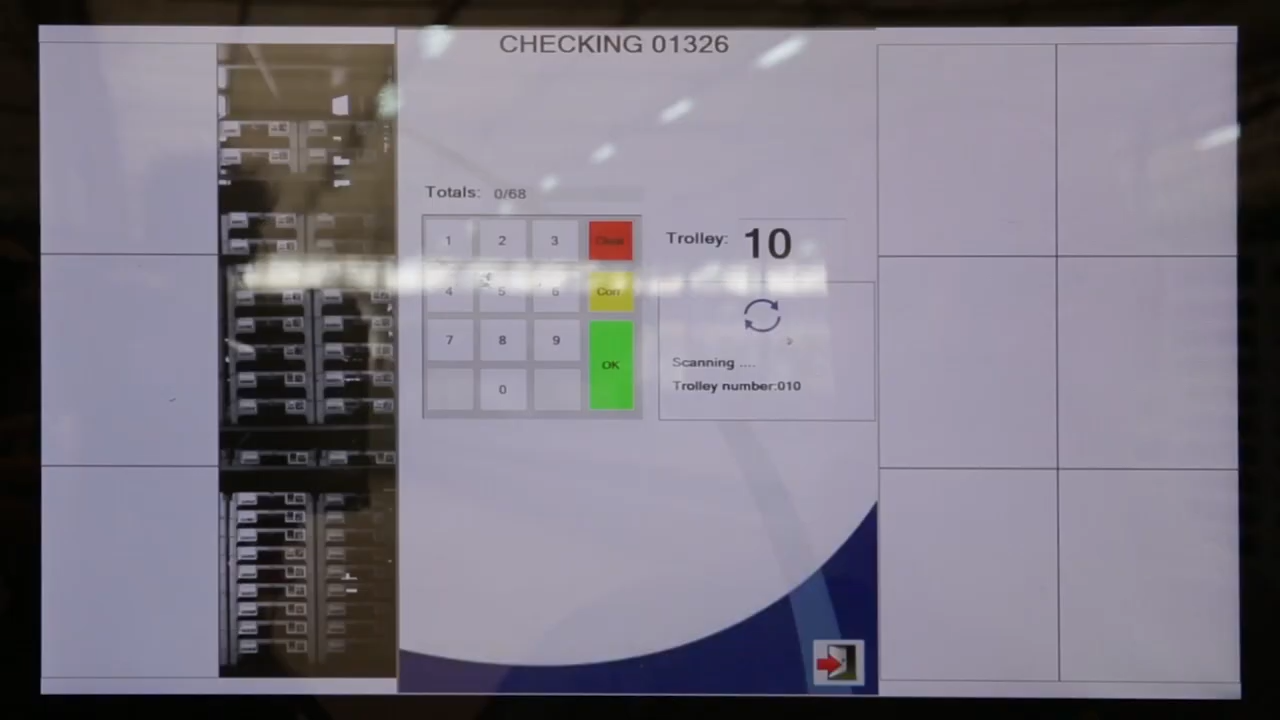 CHECKING 01326
Totals: 0/68
1 2 3 Clear
4 5 6 Corr
7 8 9 OK
0
Trolley: 10
Scanning ....
Trolley number:010